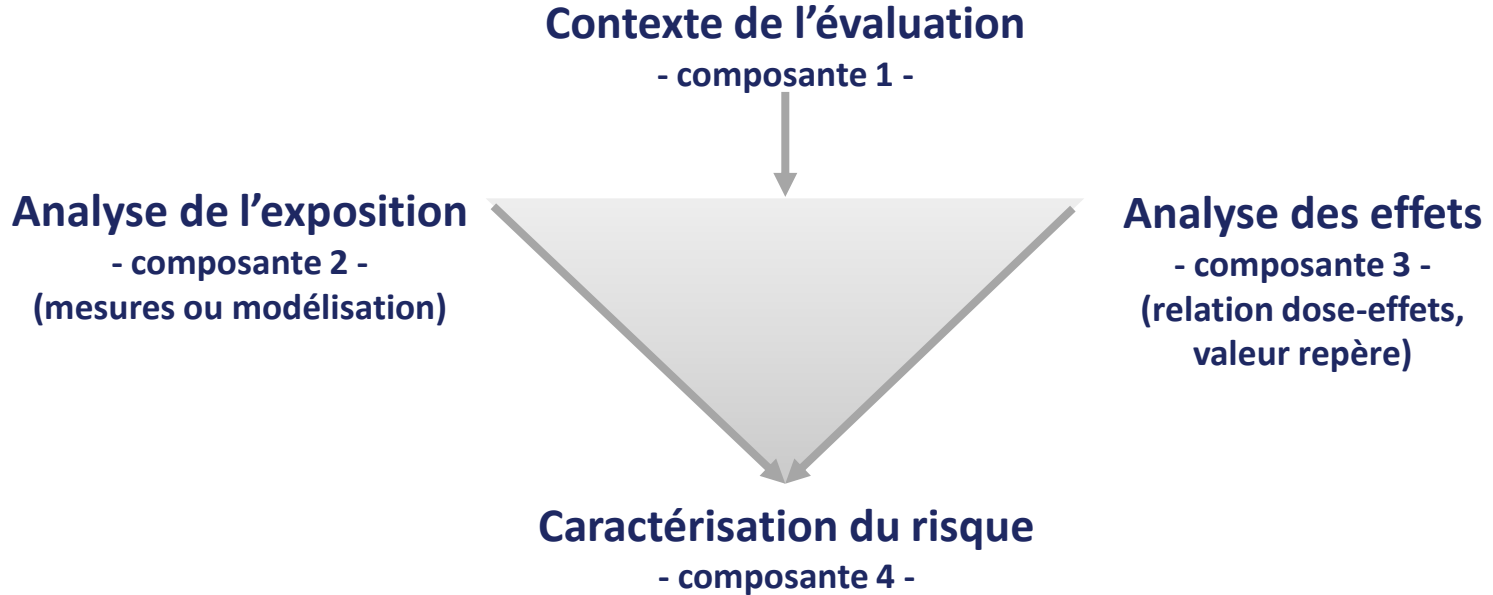 Contexte de l’évaluation
- composante 1 -
Analyse de l’exposition
- composante 2 -
(mesures ou modélisation)
Analyse des effets
- composante 3 -
(relation dose-effets,
valeur repère)
Caractérisation du risque
- composante 4 -